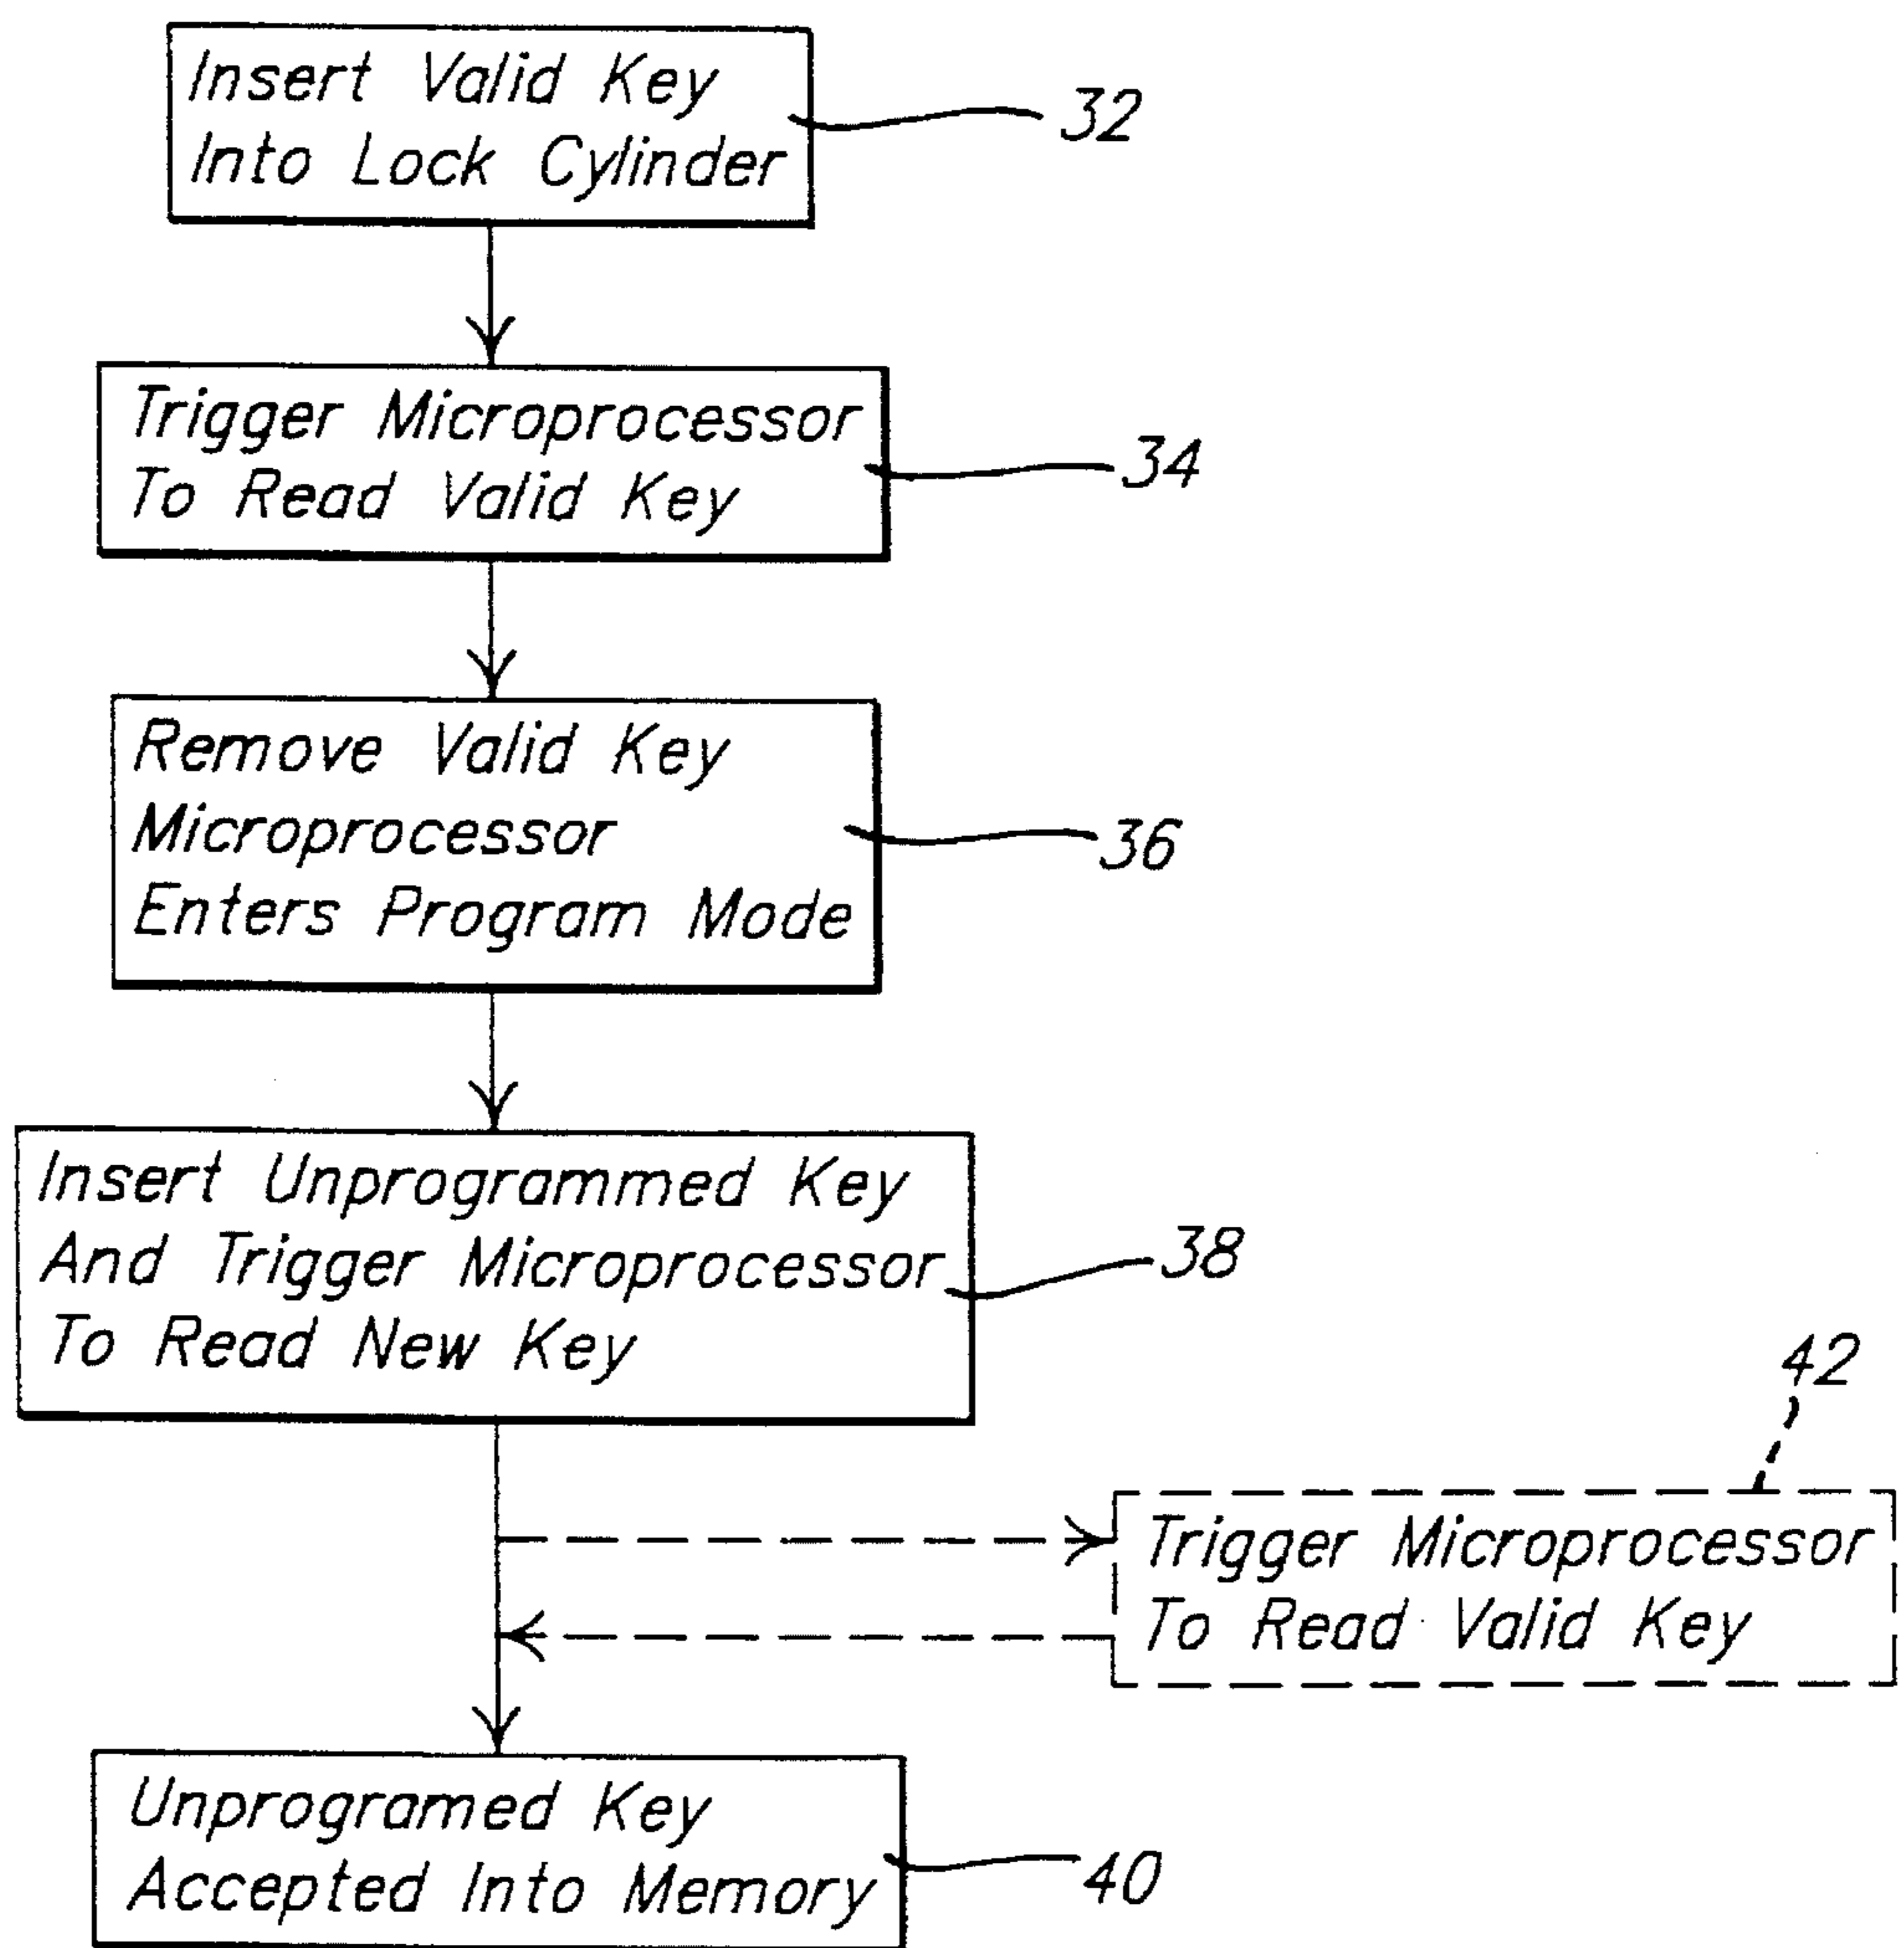 Insert Valid Key
Into Lock Cylinder
32
Trigger Microprocessor
To Read Valid Key
34
Remove Valid Key
Microprocessor
Enters Program Mode
36
Insert Unprogrammed Key
And Trigger Microprocessor
To Read New Key
38
42
Trigger Microprocessor
To Read Valid Key
Unprogramed Key
Accepted Into Memory
40